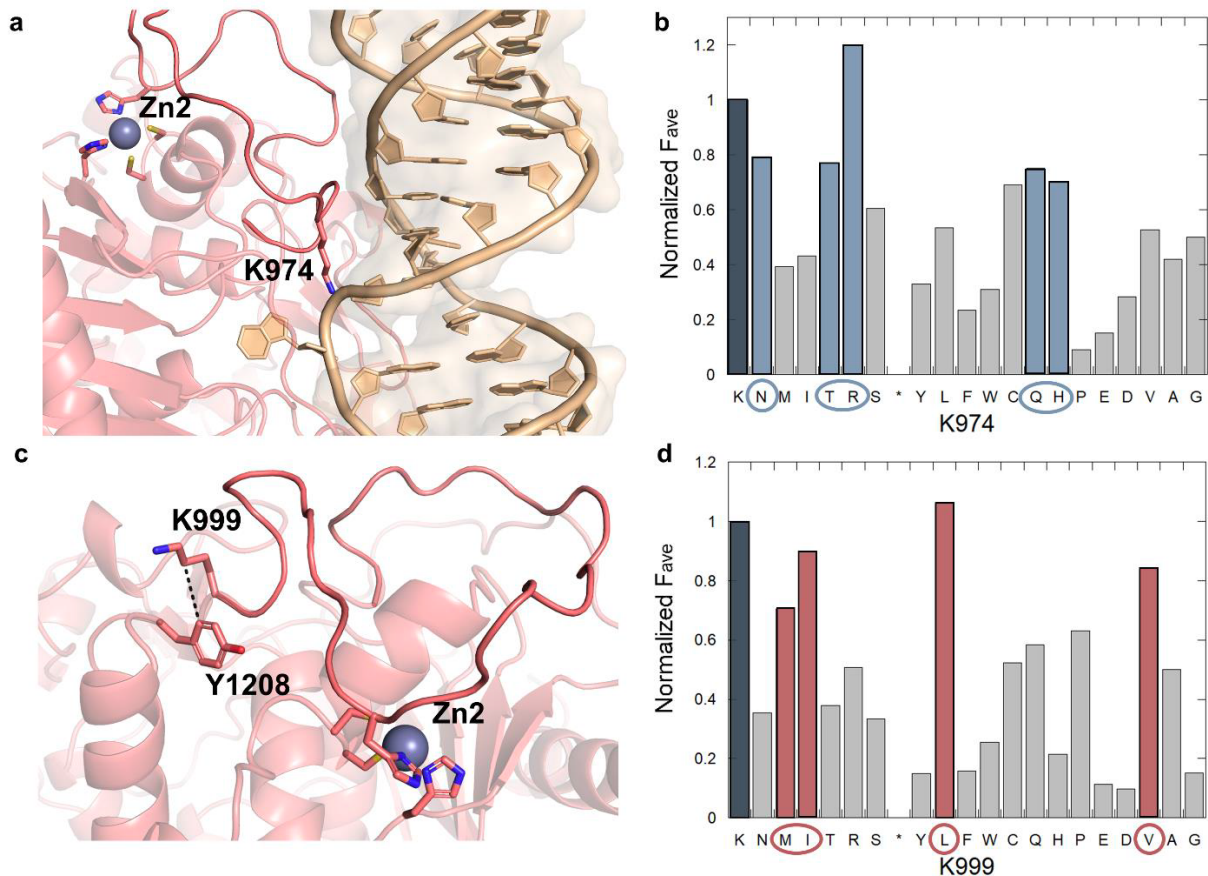 a
Zn2
K974
b
Normalized FAve
1.2
1
0.8
0.6
0.4
0.2
0
K N M I T R S * Y L F W C Q H P E D V A G
K974
c
K999
Y1208
Zn2
d
Normalized FAve
1.2
1
0.8
0.6
0.4
0.2
0
K N M I T R S * Y L F W C Q H P E D V A G
K999